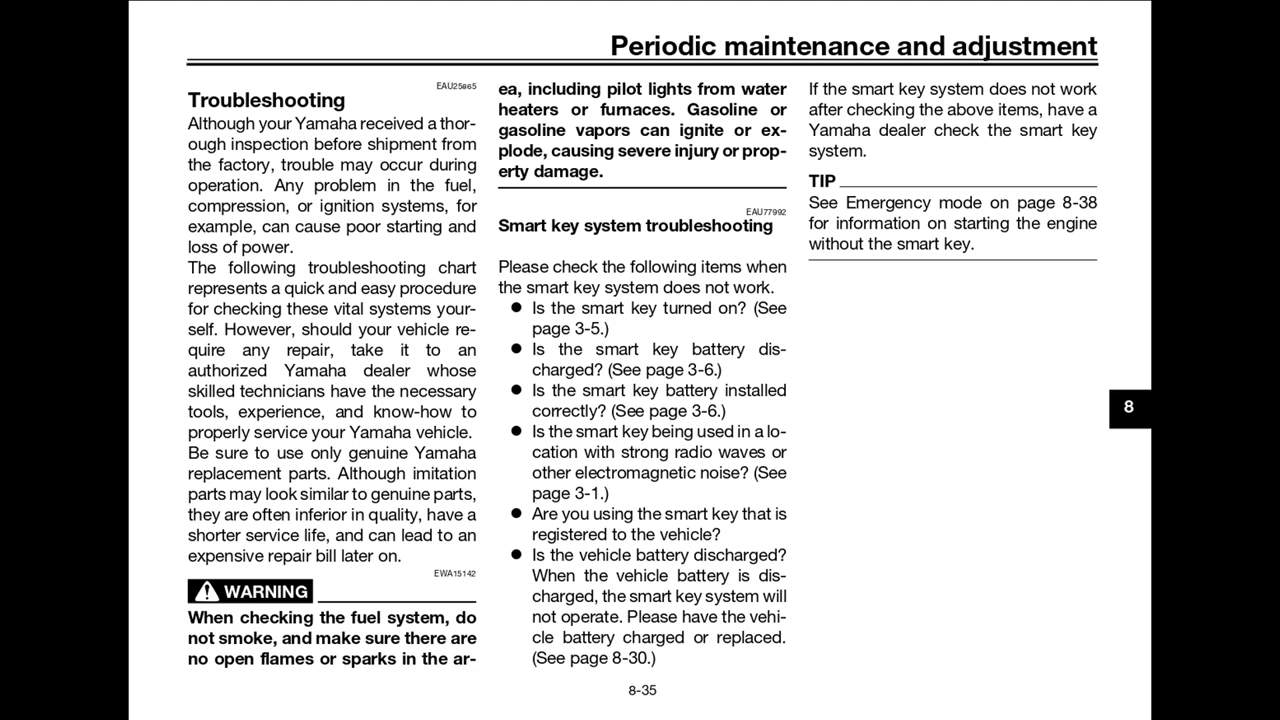 Periodic maintenance and adjustment
EAU25865
Troubleshooting
Although your Yamaha received a thor-
ough inspection before shipment from
the factory, trouble may occur during
operation. Any problem in the fuel,
compression, or ignition systems, for
example, can cause poor starting and
loss of power.
The following troubleshooting chart
represents a quick and easy procedure
for checking these vital systems your-
self. However, should your vehicle re-
quire any repair, take it to an
authorized Yamaha dealer whose
skilled technicians have the necessary
tools, experience, and know-how to
properly service your Yamaha vehicle.
Be sure to use only genuine Yamaha
replacement parts. Although imitation
parts may look similar to genuine parts,
they are often inferior in quality, have a
shorter service life, and can lead to an
expensive repair bill later on.
EWA15142
WARNING
When checking the fuel system, do
not smoke, and make sure there are
no open flames or sparks in the ar-
ea, including pilot lights from water
heaters or furnaces. Gasoline or
gasoline vapors can ignite or ex-
plode, causing severe injury or prop-
erty damage.
EAU77992
Smart key system troubleshooting
Please check the following items when
the smart key system does not work.
● Is the smart key turned on? (See
page 3-5.)
● Is the smart key battery dis-
charged? (See page 3-6.)
● Is the smart key battery installed
correctly? (See page 3-6.)
● Is the smart key being used in a lo-
cation with strong radio waves or
other electromagnetic noise? (See
page 3-1.)
● Are you using the smart key that is
registered to the vehicle?
● Is the vehicle battery discharged?
When the vehicle battery is dis-
charged, the smart key system will
not operate. Please have the vehi-
cle battery charged or replaced.
(See page 8-30.)
If the smart key system does not work
after checking the above items, have a
Yamaha dealer check the smart key
system.
TIP
See Emergency mode on page 8-38
for information on starting the engine
without the smart key.
8
8-35